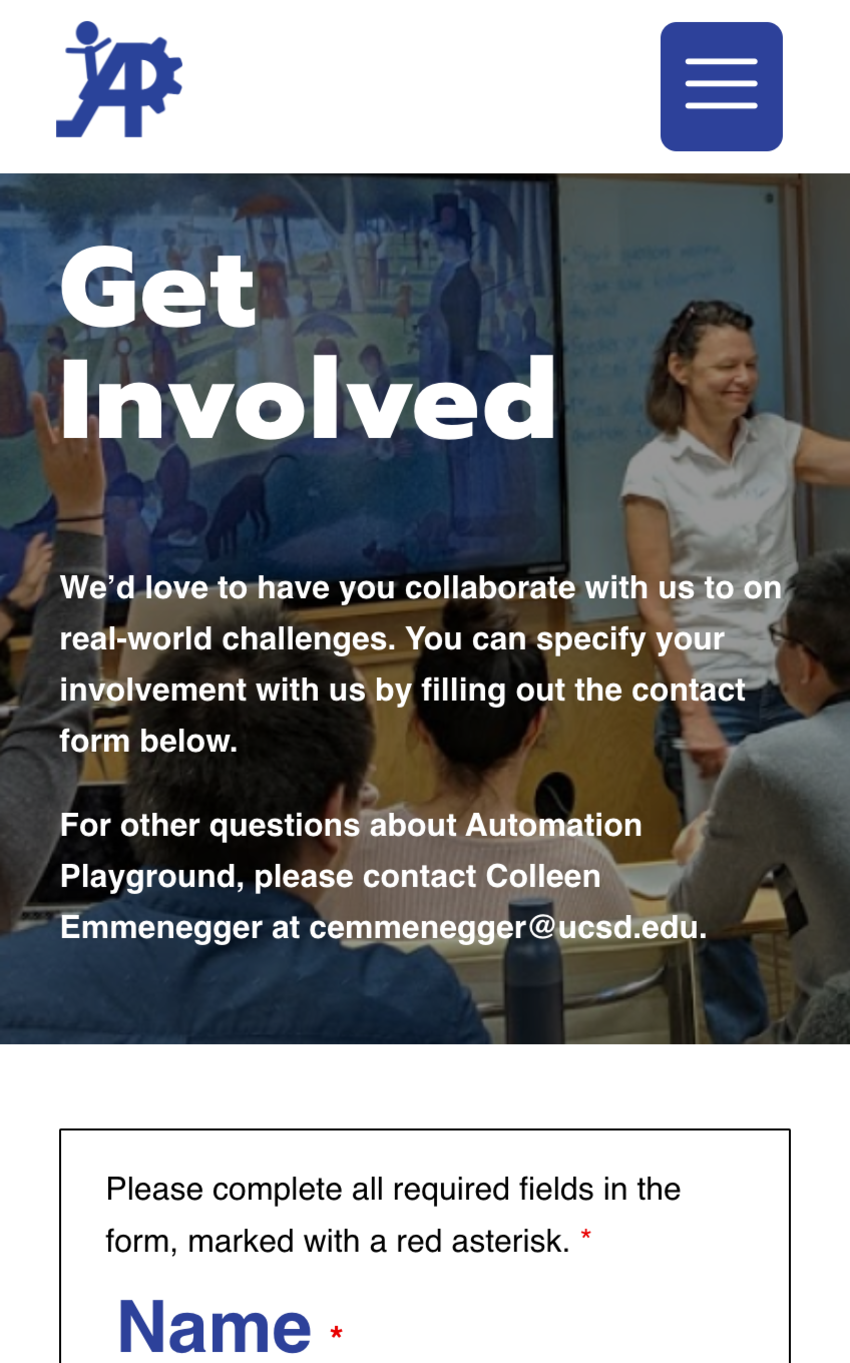 AP
Get
Involved
We’d love to have you collaborate with us to on
real-world challenges. You can specify your
involvement with us by filling out the contact
form below.
For other questions about Automation
Playground, please contact Colleen
Emmenegger at cemmenegger@ucsd.edu.
Please complete all required fields in the
form, marked with a red asterisk. *
Name *